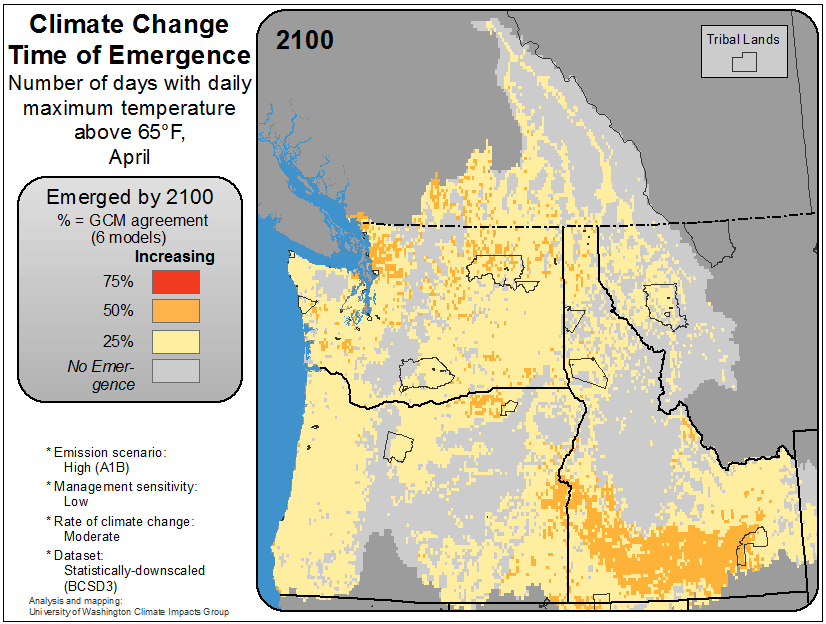 Climate Change
Time of Emergence
Number of days with daily
maximum temperature
above 65°F,
April
Emerged by 2100
% = GCM agreement
(6 models)
Increasing
75%
50%
25%
No Emer-
gence
* Emission scenario:
High (A1B)
* Management sensitivity:
Low
* Rate of climate change:
Moderate
* Dataset:
Statistically-downscaled
(BCSD3)
Analysis and mapping:
University of Washington Climate Impacts Group
2100
Tribal Lands